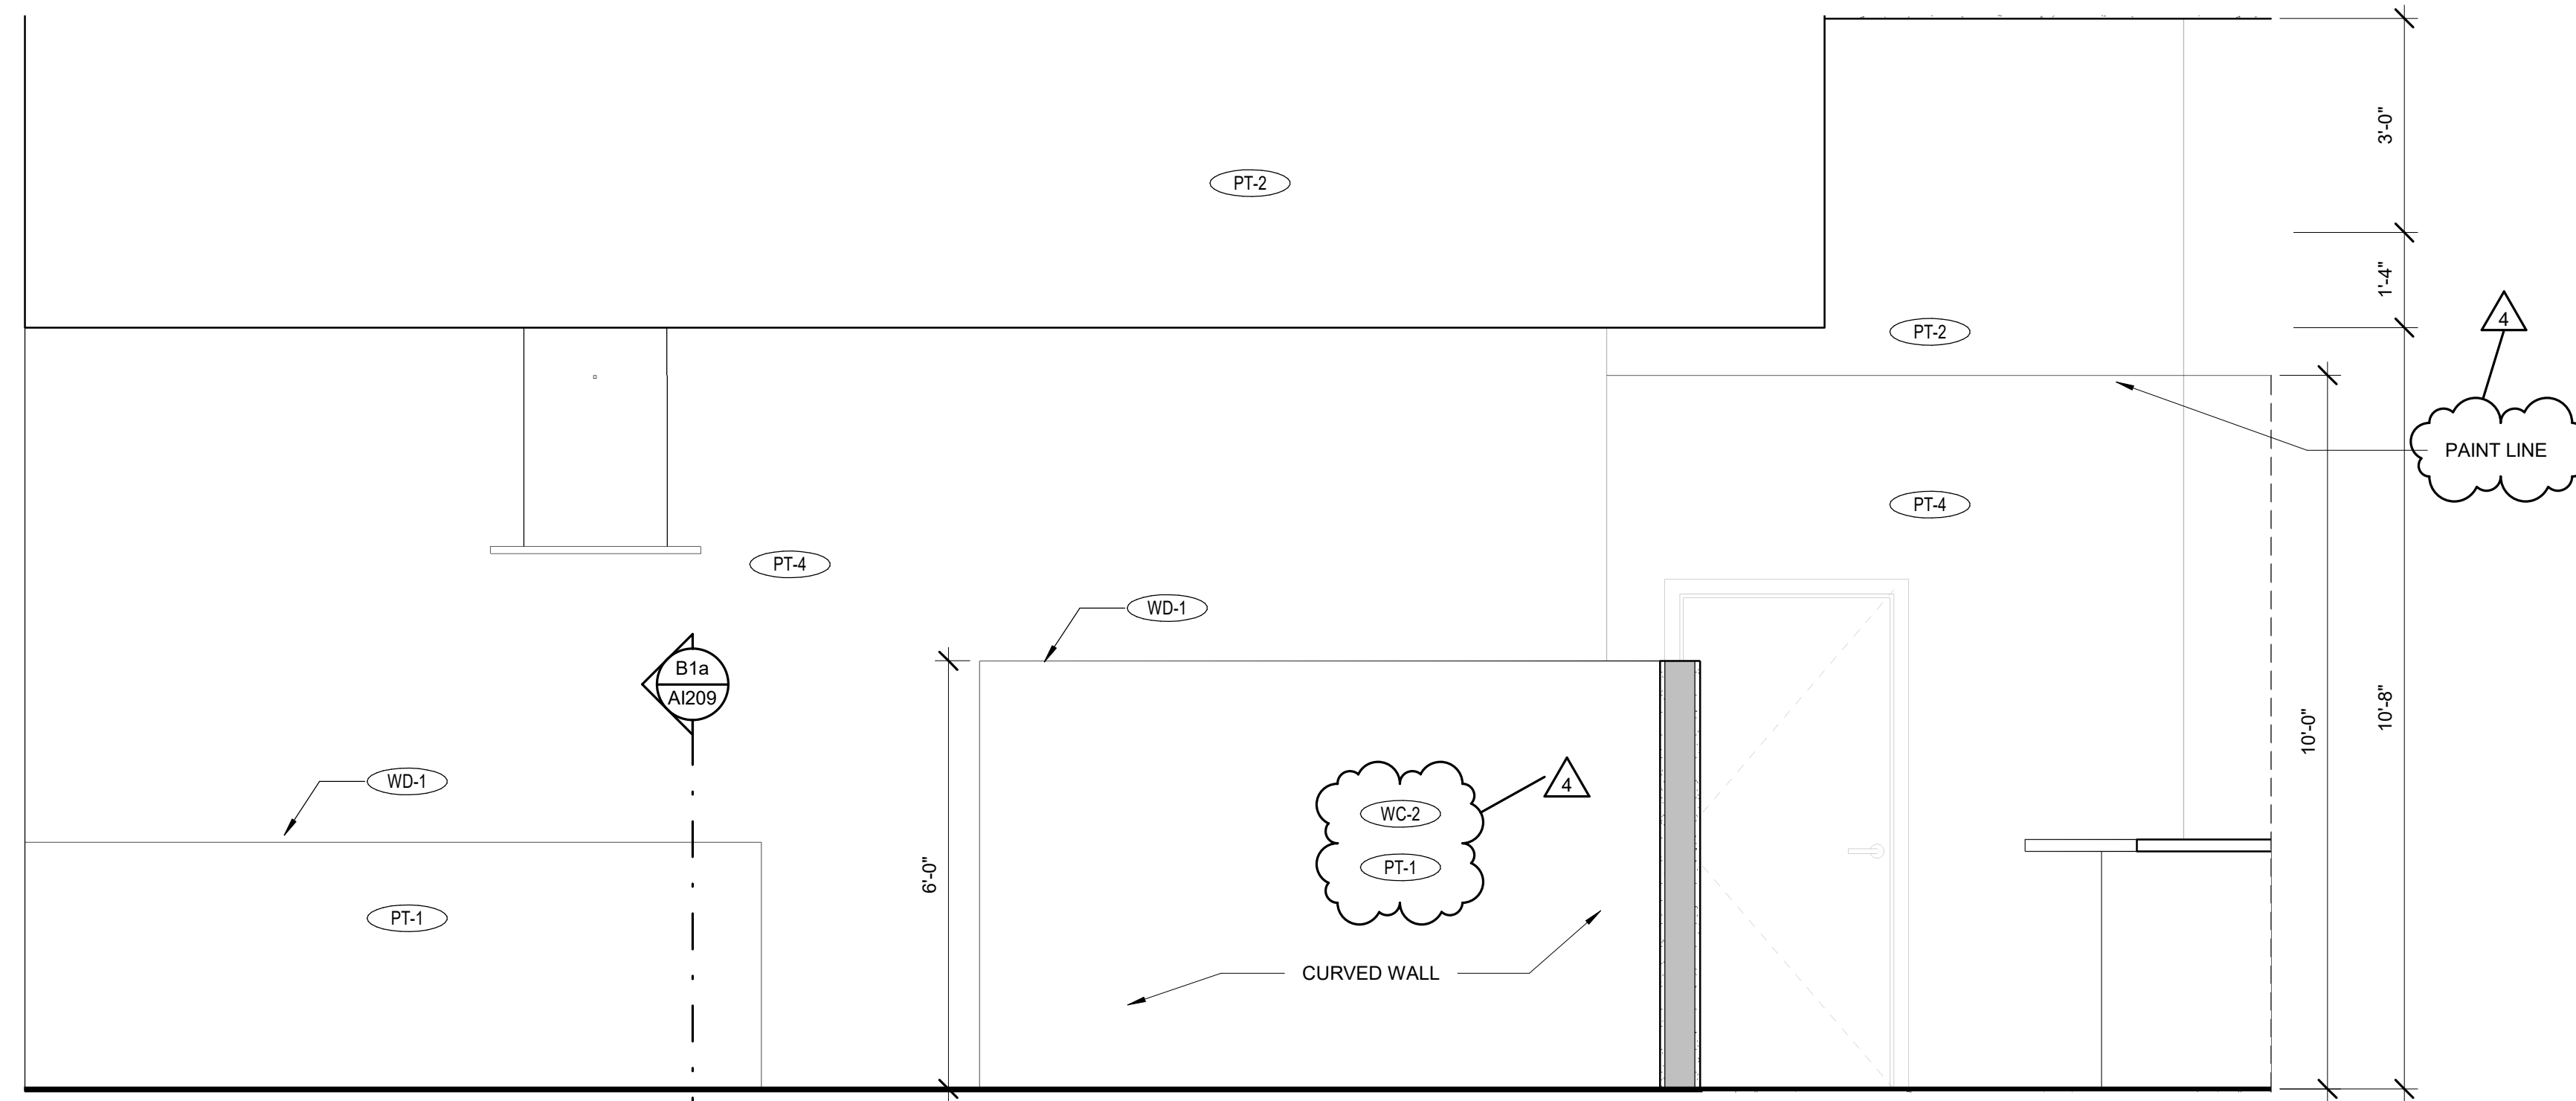 3'-0"
PT-2
1'-4"
4
PT-2
PAINT LINE
PT-4
PT-4
WD-1
B1a
AI209
10'-8"
10'-0"
WD-1
4
WC-2
6'-0"
PT-1
PT-1
CURVED WALL